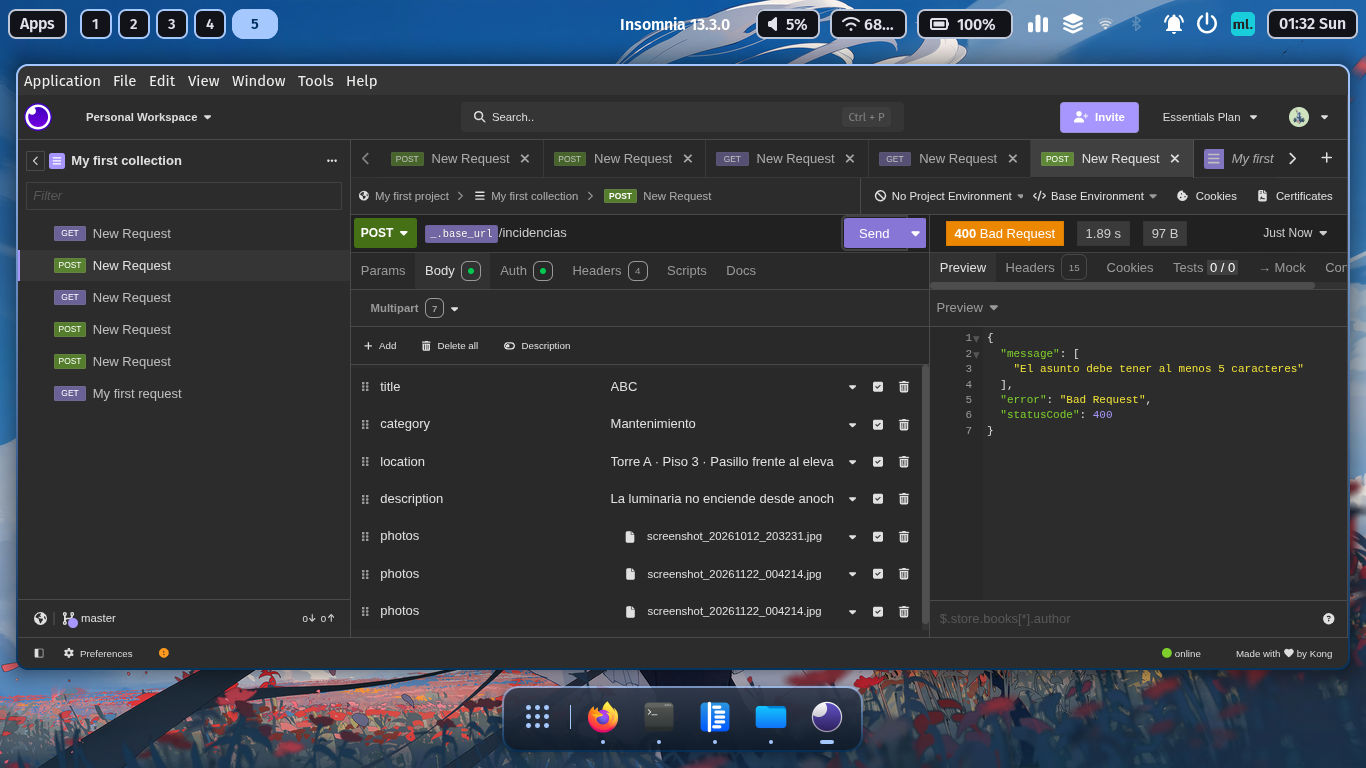 Apps 1 2 3 4 5 Insomnia 13.3.0 5% 68... 100% ml. 01:32 Sun
Application File Edit View Window Tools Help
Personal Workspace Search.. Ctrl + P Invite Essentials Plan
My first collection ...
POST New Request POST New Request GET New Request GET New Request POST New Request My first
Filter
My first project My first collection POST New Request No Project Environment Base Environment Cookies Certificates
GET New Request
POST New Request
GET New Request
POST New Request
POST New Request
GET My first request
POST _.base_url /incidencias Send
400 Bad Request 1.89 s 97 B Just Now
Params Body Auth Headers 4 Scripts Docs
Preview Headers 15 Cookies Tests 0 / 0 → Mock Con
Multipart 7
Preview
Add Delete all Description
title ABC
category Mantenimiento
location Torre A · Piso 3 · Pasillo frente al eleva
description La luminaria no enciende desde anoch
photos screenshot_20261012_203231.jpg
photos screenshot_20261122_004214.jpg
photos screenshot_20261122_004214.jpg
1 {
2 "message": [
3 "El asunto debe tener al menos 5 caracteres"
4 ],
5 "error": "Bad Request",
6 "statusCode": 400
7 }
master 0↓ 0↑
$.store.books[*].author
Preferences online Made with ♥ by Kong